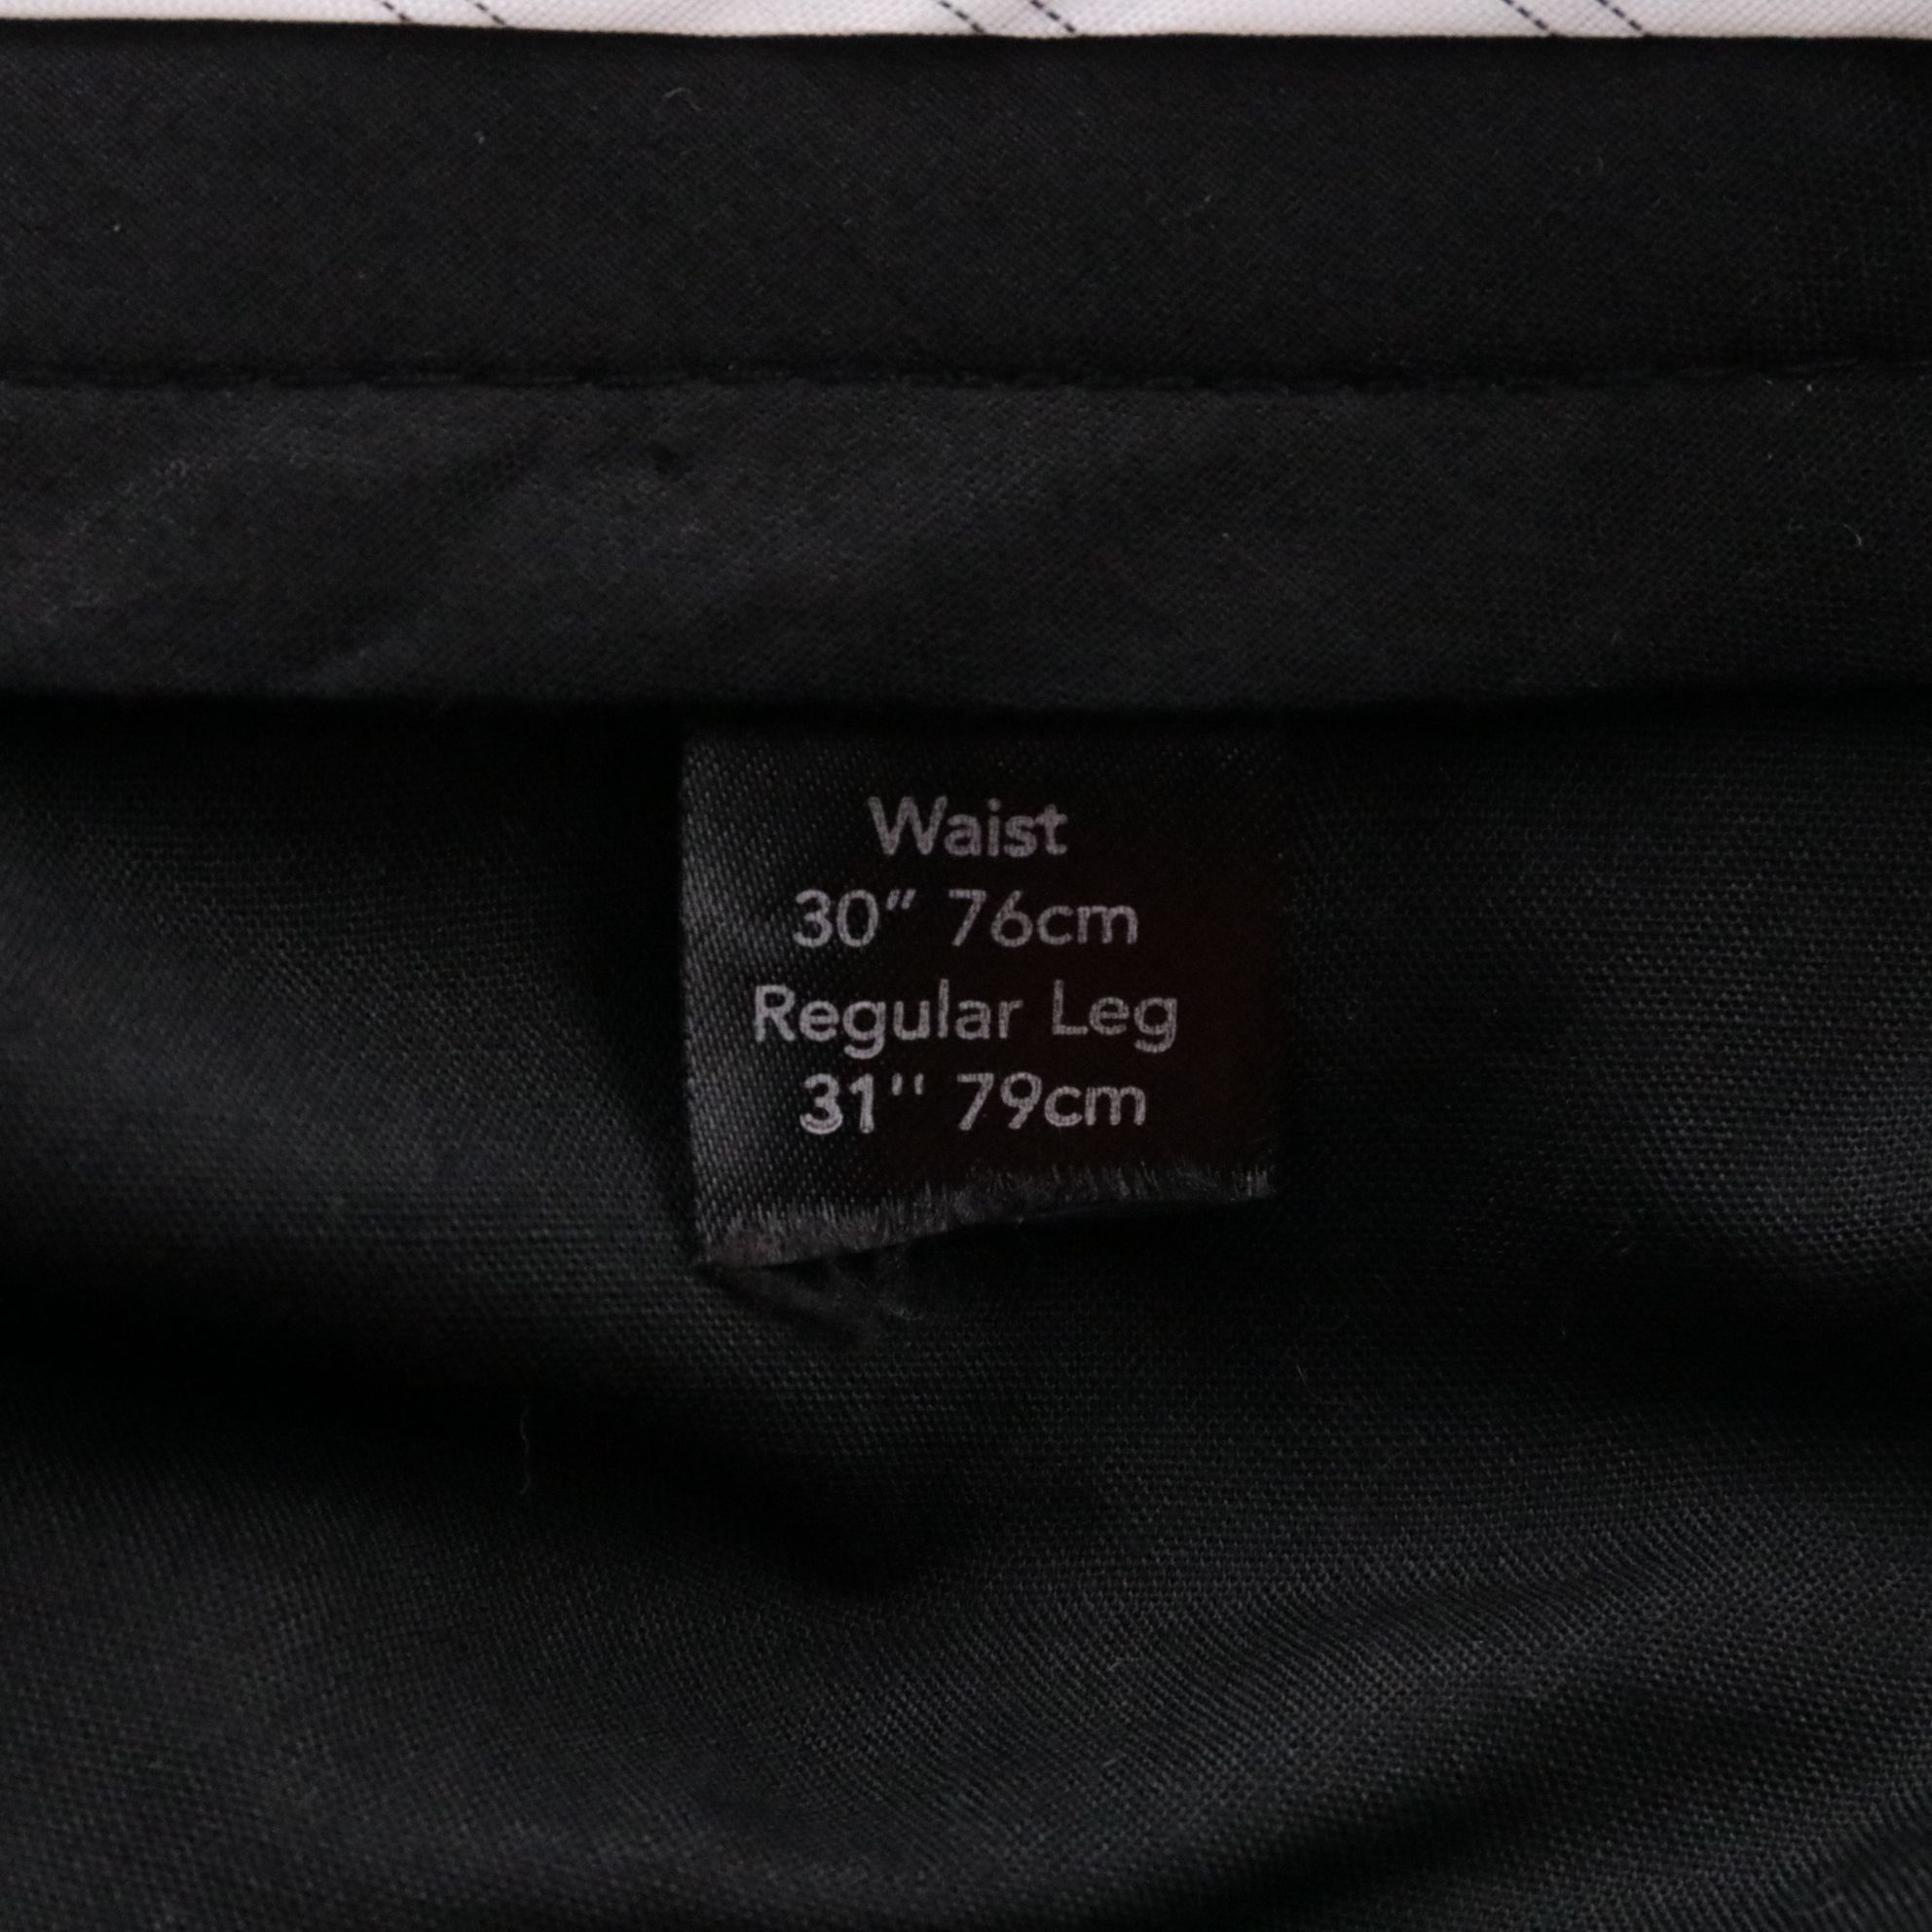 Waist
30” 76cm
Regular Leg
31'' 79cm